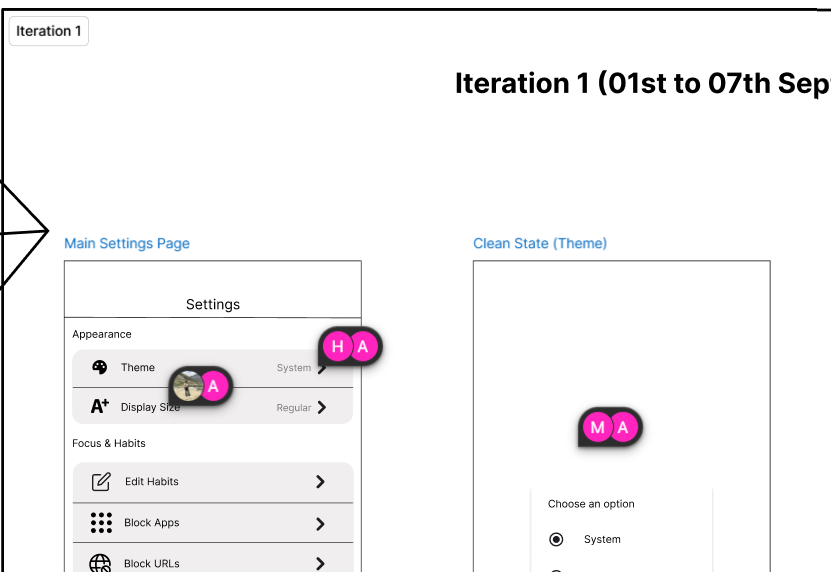 Iteration 1
Iteration 1 (01st to 07th Sep
Main Settings Page
Clean State (Theme)
Settings
Appearance
H A
Theme
System
A
A+
Display Size
Regular
M A
Focus & Habits
Edit Habits
Choose an option
Block Apps
System
Block URLs